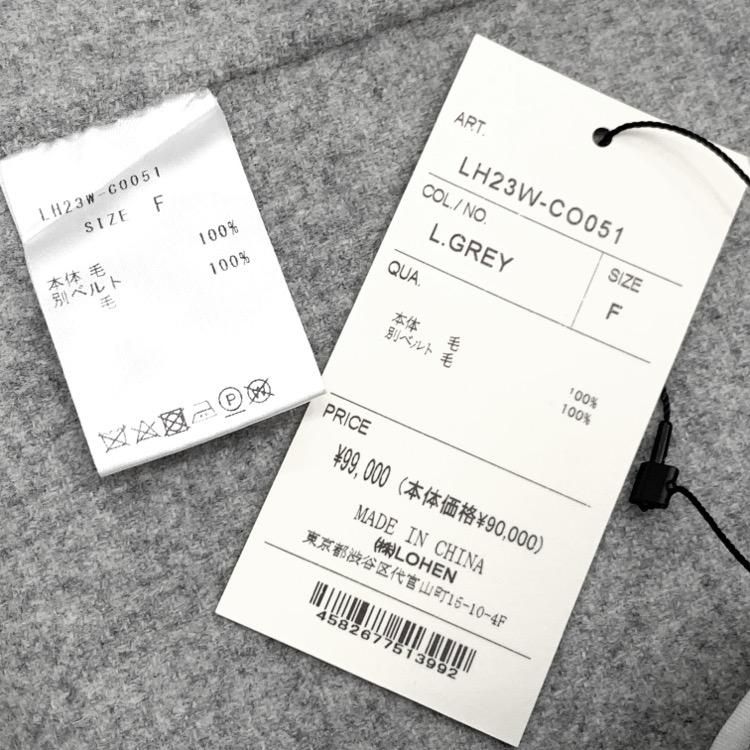 LH23W-CO051
SIZE F
本体 毛 100%
別ベルト
毛 100%
ART.
LH23W-CO051
COL./NO.
L.GREY
SIZE
F
QUA.
本体 毛 100%
別ベルト 毛 100%
PRICE
¥99,000 (本体価格¥90,000)
MADE IN CHINA
(株)LOHEN
東京都渋谷区代官山町15-10-4F
4582677513992